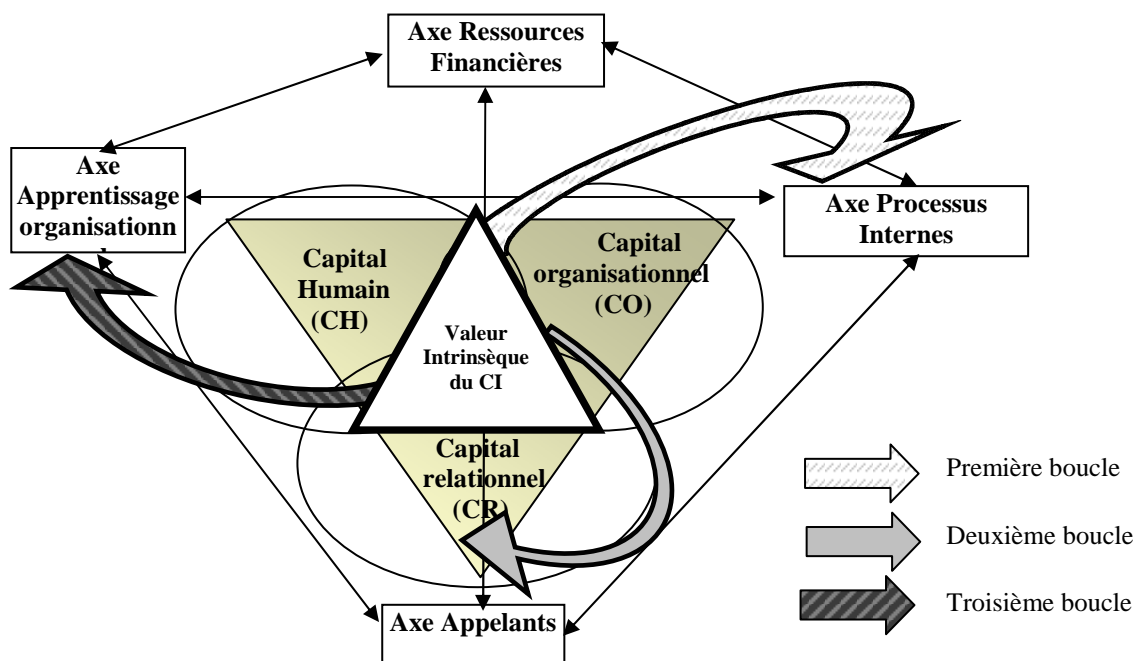 Axe Ressources
Financières
Axe
Apprentissage
organisationn
Axe Processus
Internes
Capital
Humain
(CH)
Capital
organisationnel
(CO)
Valeur
Intrinsèque
du CI
Capital
relationnel
(CR)
Axe Appelants
Première boucle
Deuxième boucle
Troisième boucle